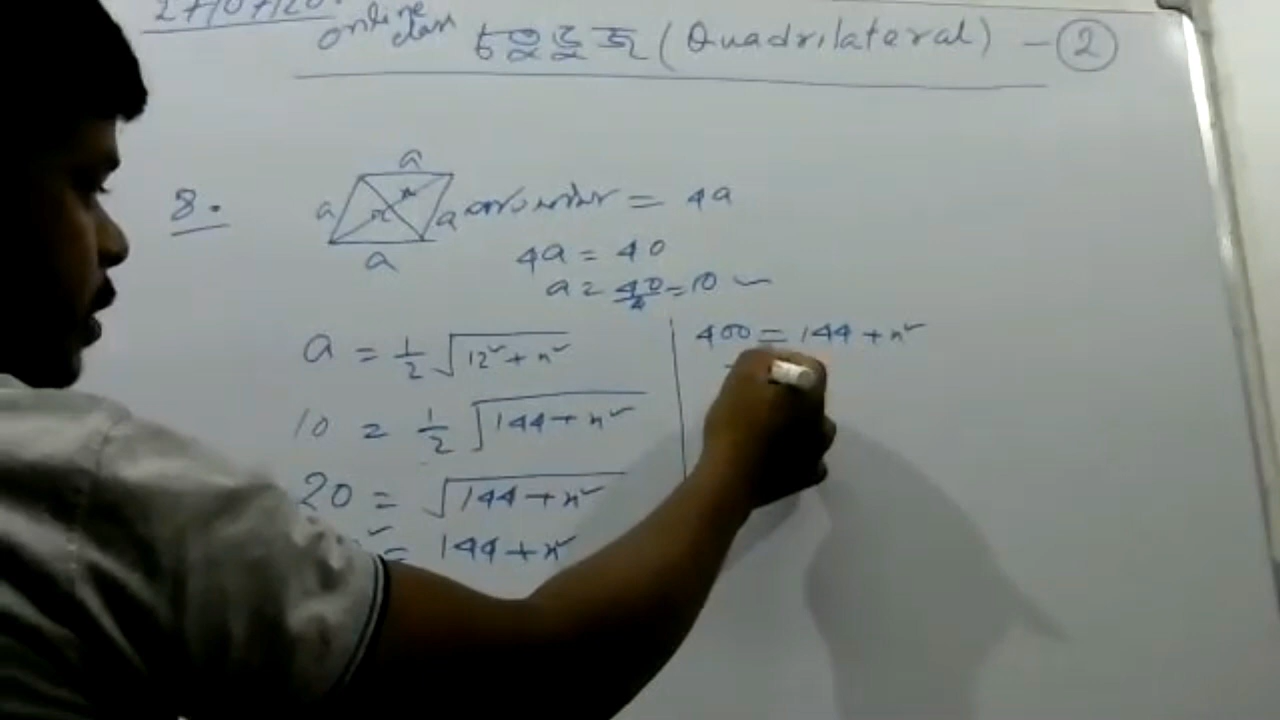 online
class চতুর্ভুজ (Quadrilateral) - 2
8.
a
a
a
a
x
x
= 4a
4a = 40
a = 40/4 = 10
a = 1/2 √12² + x²
10 = 1/2 √144 + x²
20 = √144 + x²
² = 144 + x²
400 = 144 + x²